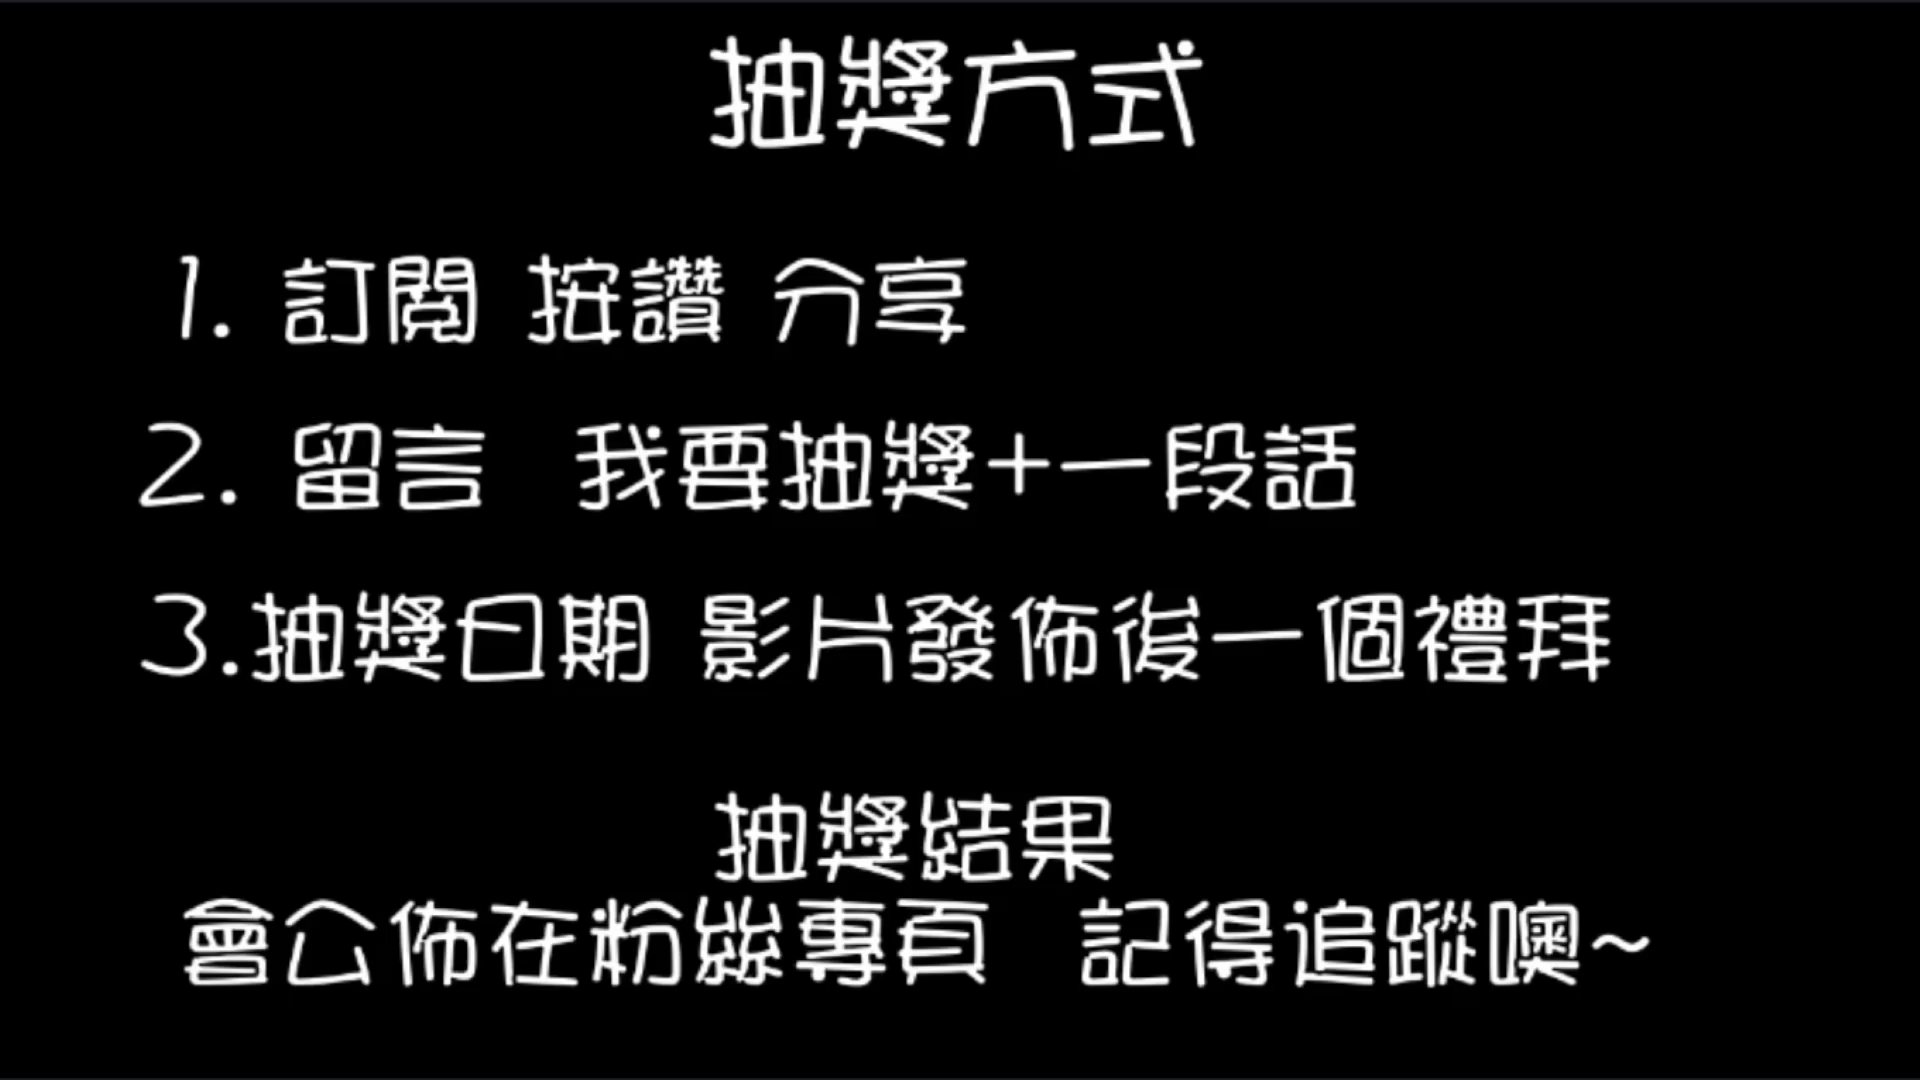 抽獎方式
1. 訂閱 按讚 分享
2. 留言 我要抽獎+一段話
3.抽獎日期 影片發佈後一個禮拜
抽獎結果
會公佈在粉絲專頁 記得追蹤噢~